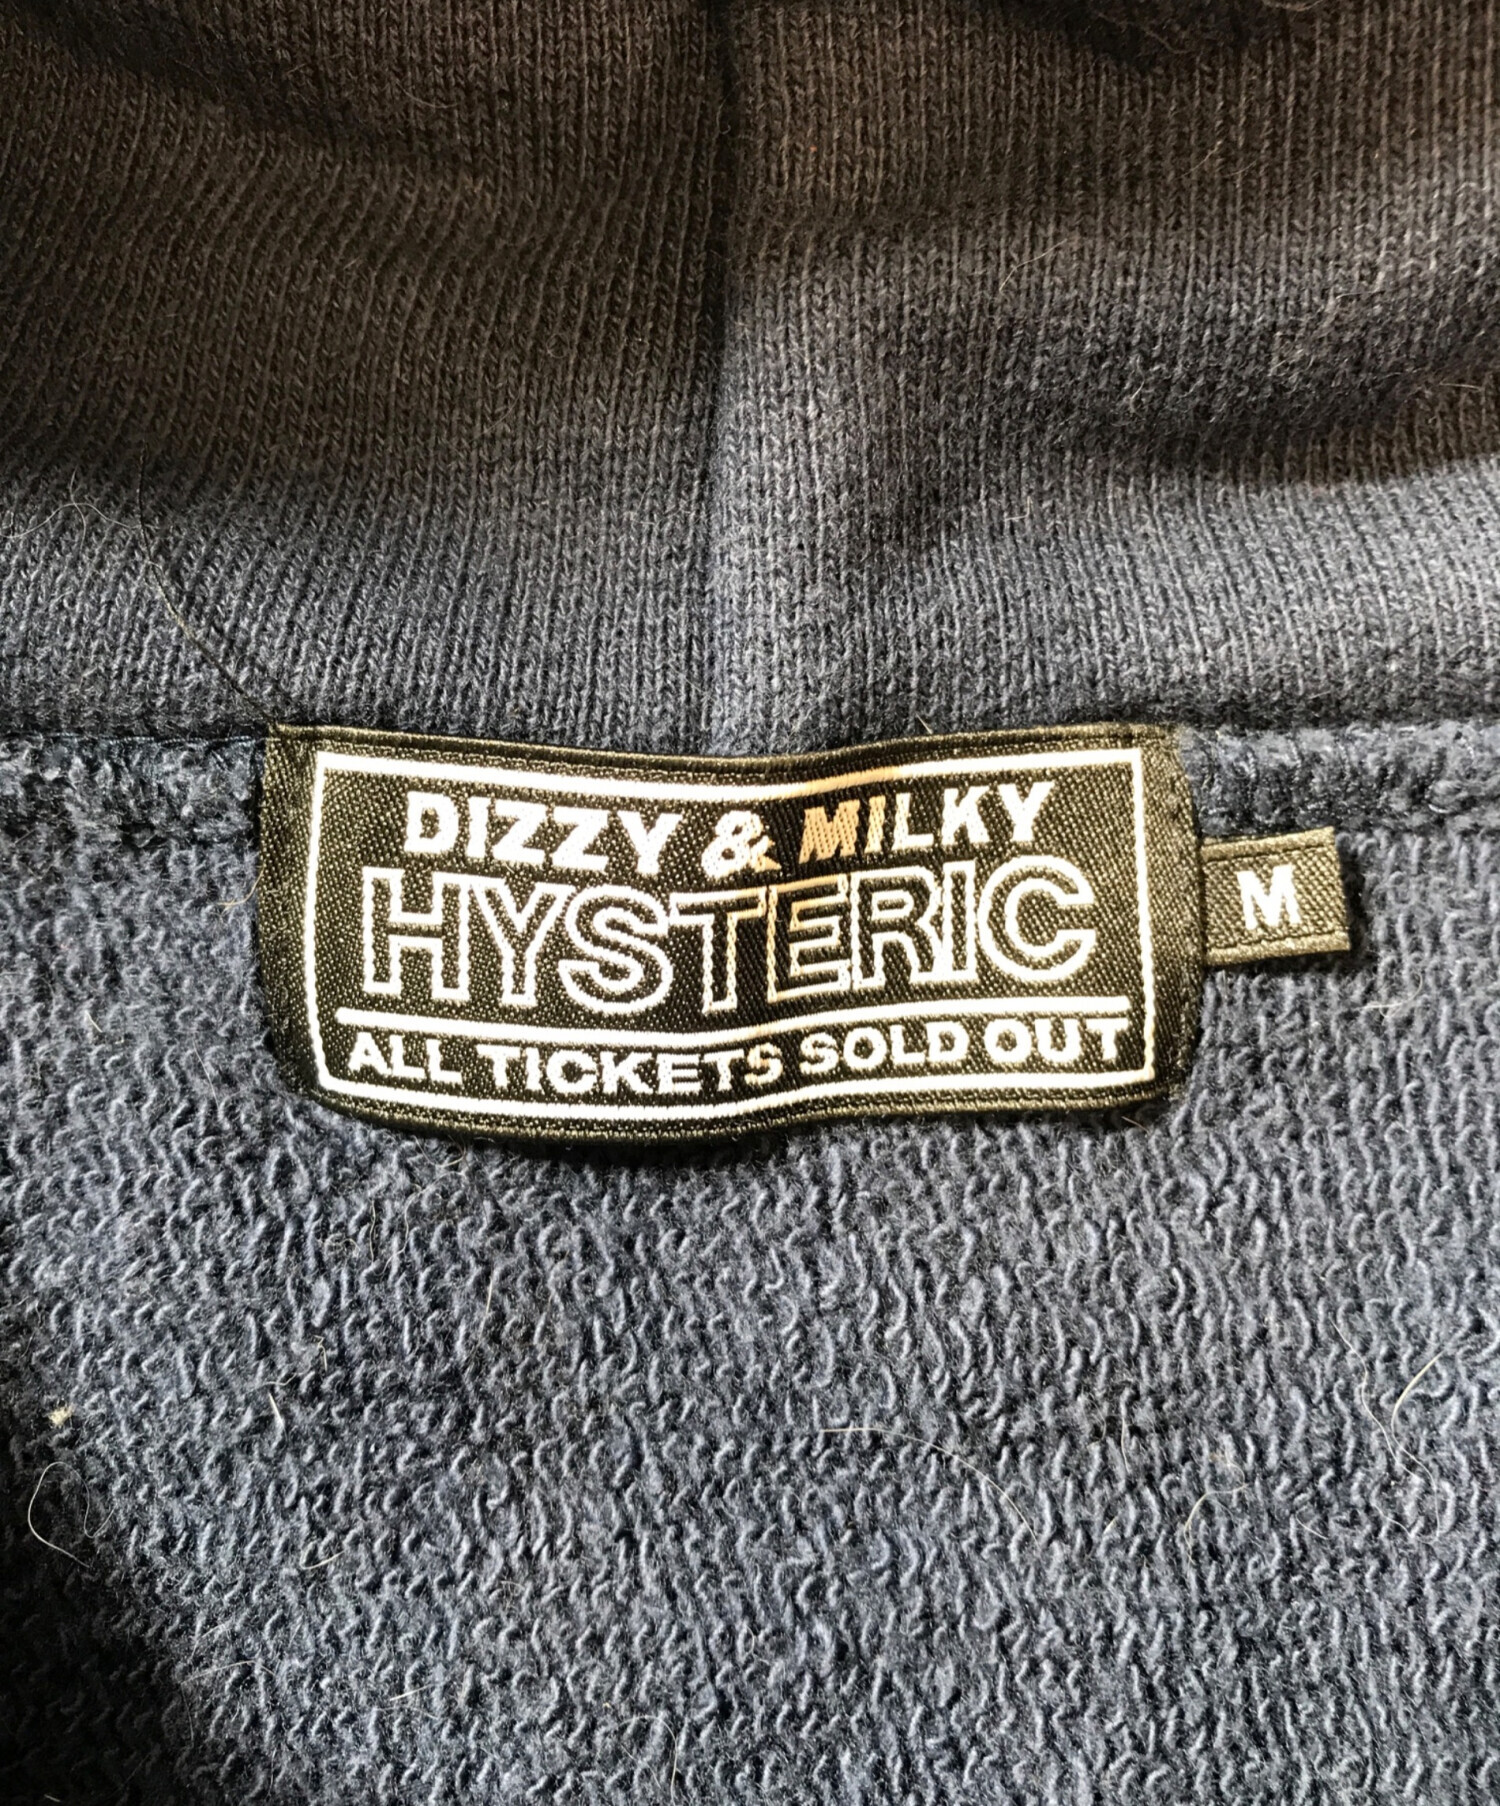 DIZZY & MILKY
HYSTERIC
ALL TICKETS SOLD OUT
M